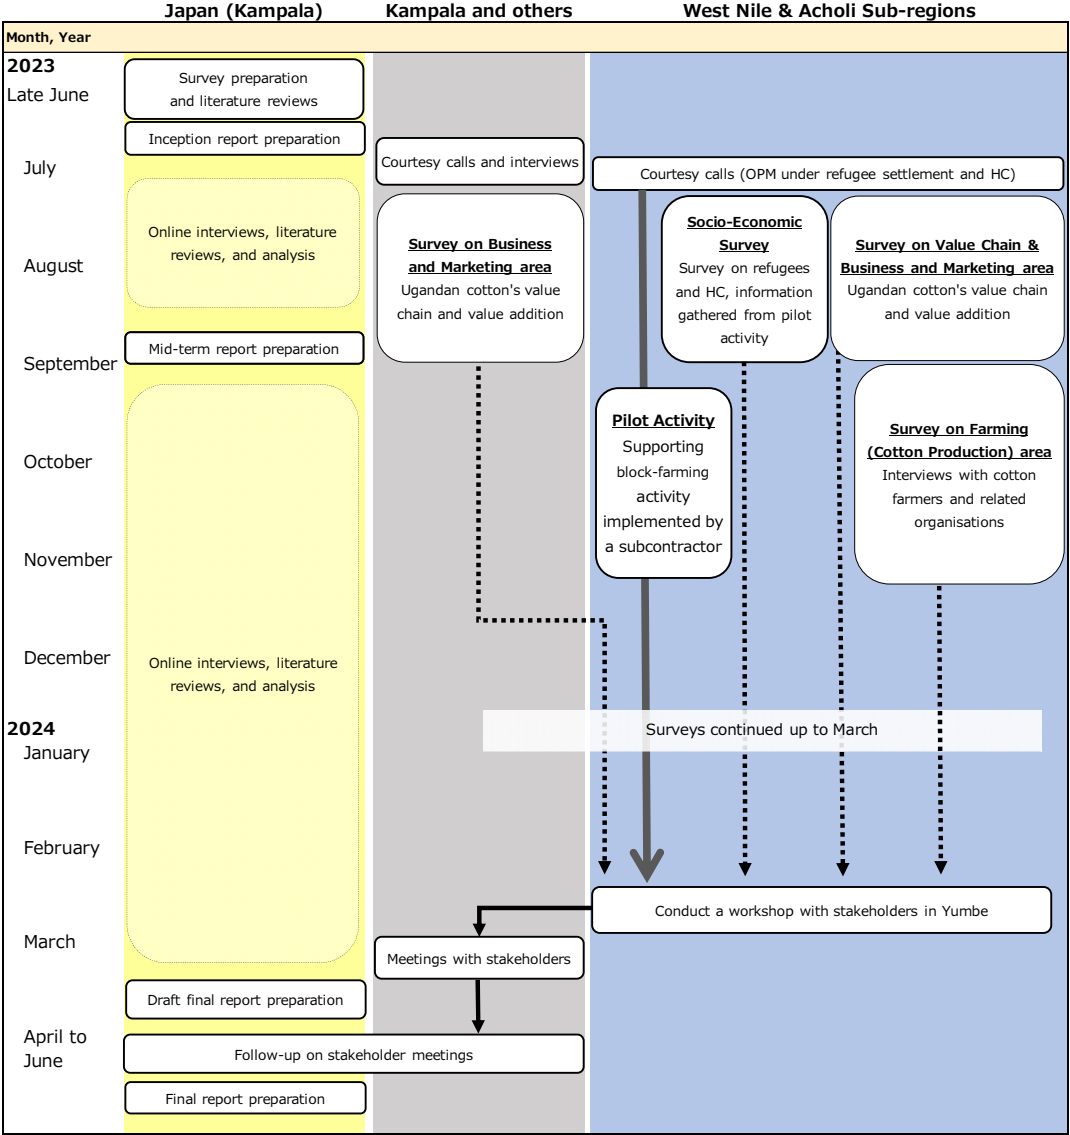 Japan (Kampala)
Kampala and others
West Nile & Acholi Sub-regions
Month, Year
2023
Late June
July
August
September
October
November
December
2024
January
February
March
April to
June
Survey preparation
and literature reviews
Inception report preparation
Online interviews, literature
reviews, and analysis
Mid-term report preparation
Online interviews, literature
reviews, and analysis
Draft final report preparation
Follow-up on stakeholder meetings
Final report preparation
Courtesy calls and interviews
Survey on Business
and Marketing area
Ugandan cotton's value
chain and value addition
Meetings with stakeholders
Courtesy calls (OPM under refugee settlement and HC)
Socio-Economic
Survey
Survey on refugees
and HC, information
gathered from pilot
activity
Survey on Value Chain &
Business and Marketing area
Ugandan cotton's value chain
and value addition
Pilot Activity
Supporting
block-farming
activity
implemented by
a subcontractor
Survey on Farming
(Cotton Production) area
Interviews with cotton
farmers and related
organisations
Surveys continued up to March
Conduct a workshop with stakeholders in Yumbe